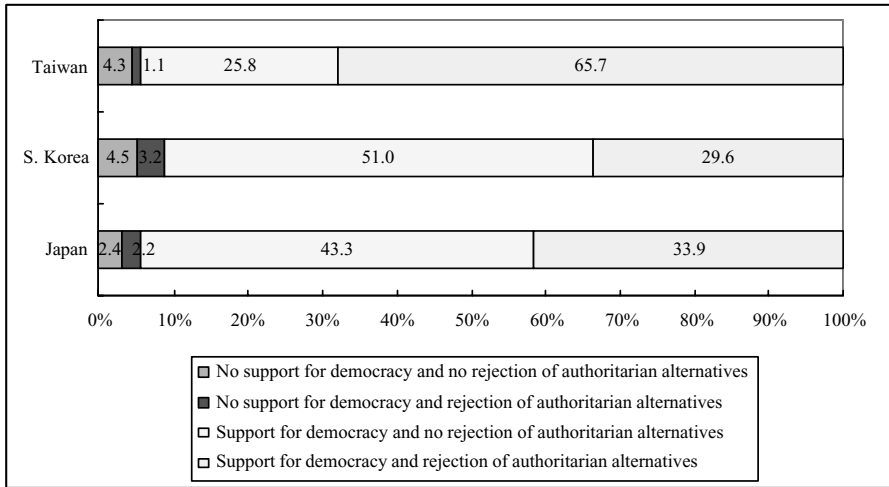 Taiwan 4.3 1.1 25.8 65.7
S. Korea 4.5 3.2 51.0 29.6
Japan 2.4 2.2 43.3 33.9
0% 10% 20% 30% 40% 50% 60% 70% 80% 90% 100%
No support for democracy and no rejection of authoritarian alternatives
No support for democracy and rejection of authoritarian alternatives
Support for democracy and no rejection of authoritarian alternatives
Support for democracy and rejection of authoritarian alternatives